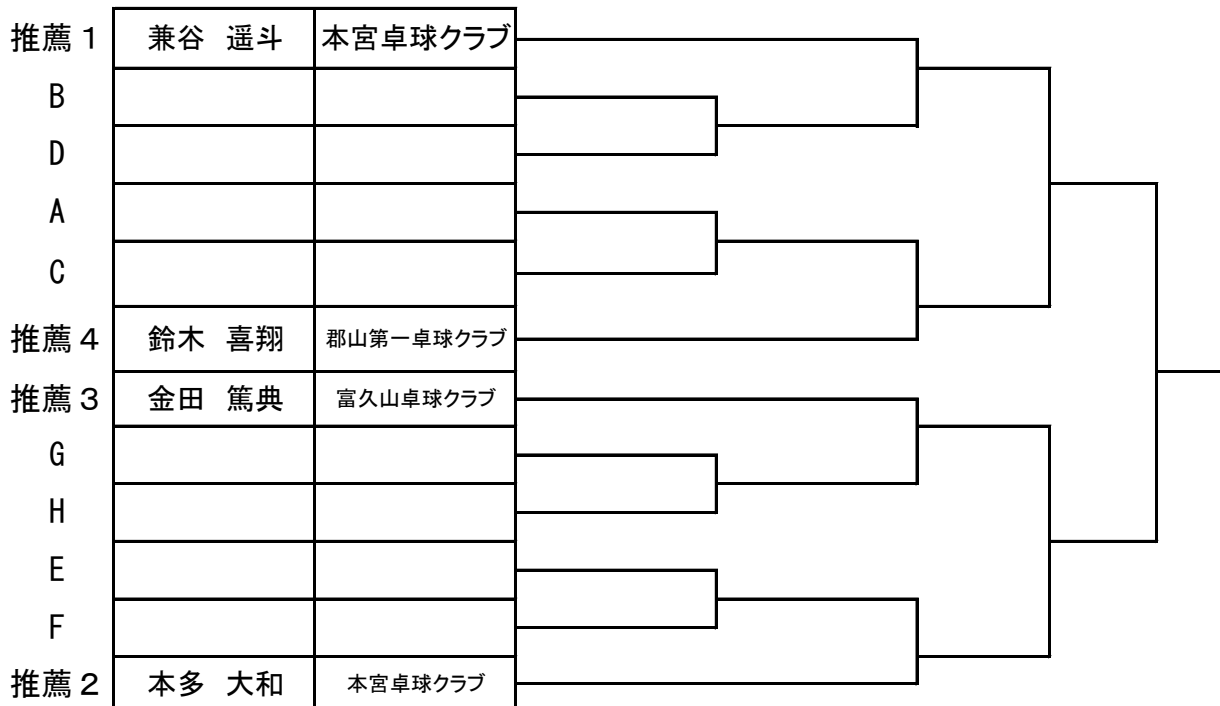 推薦１ 兼谷　遥斗 本宮卓球クラブ
B
D
A
C
推薦４ 鈴木　喜翔 郡山第一卓球クラブ
推薦３ 金田　篤典 富久山卓球クラブ
G
H
E
F
推薦２ 本多　大和 本宮卓球クラブ